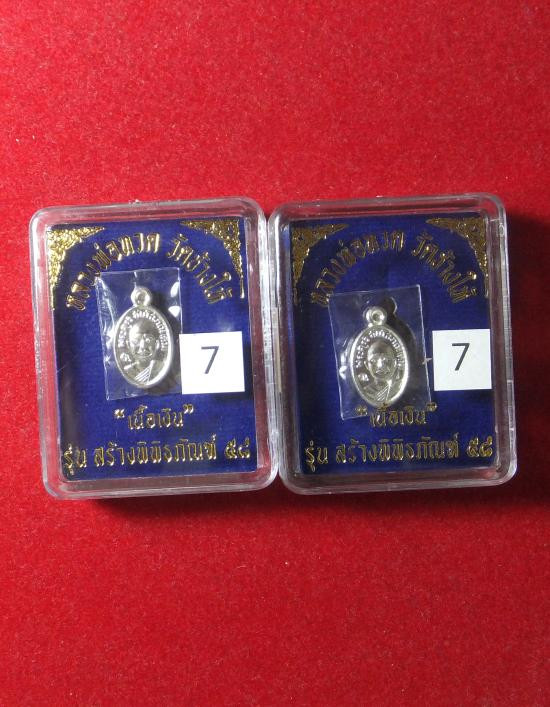 หลวงพ่อทวด วัดช้างให้
7
"เนื้อเงิน"
รุ่น สร้างพิพิธภัณฑ์ ๕๘
หลวงพ่อทวด วัดช้างให้
7
"เนื้อเงิน"
รุ่น สร้างพิพิธภัณฑ์ ๕๘